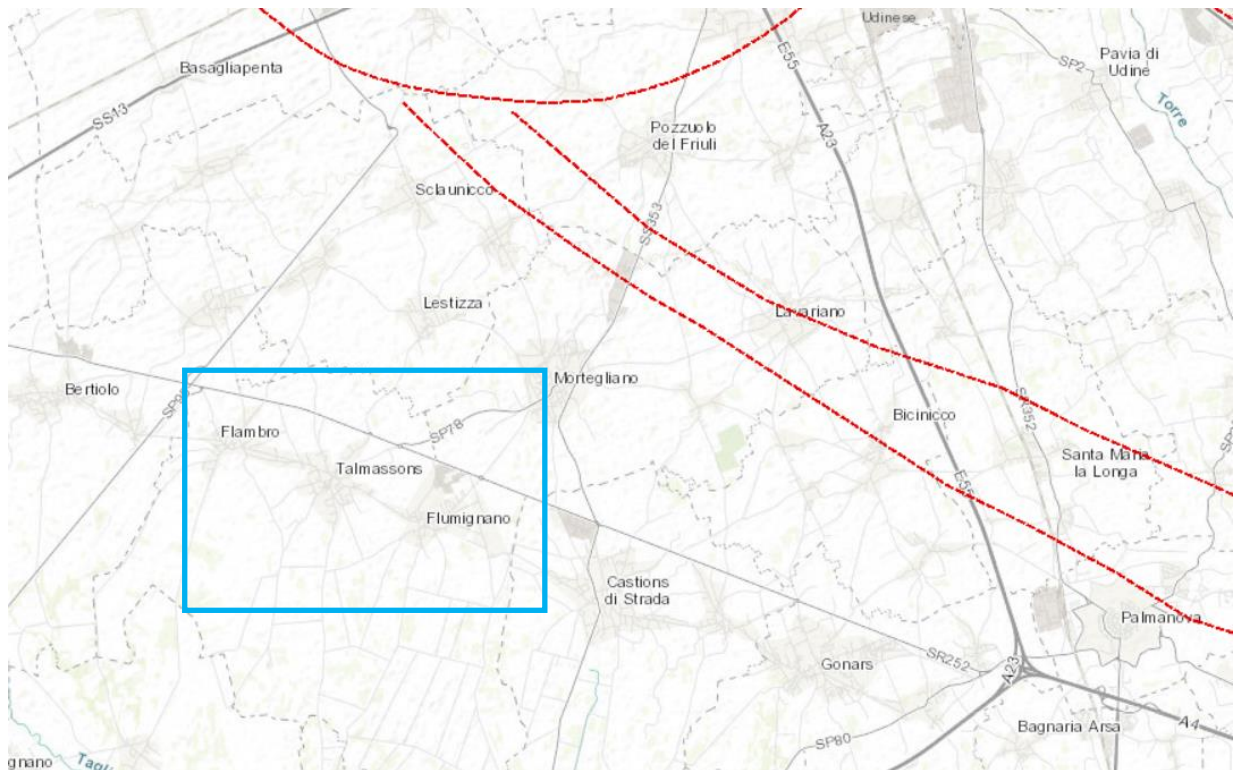 Udinese
Basagliapenta
E55
SP2
Pavia di
Udine
Torre
SS13
A23
Pozzuolo
del Friuli
Sclaunicco
SS353
Lestizza
Lavariano
Bertiolo
Mortegliano
Bicinicco
SR352
Flambro
SP78
Talmassons
Santa Maria
la Longa
E55
Flumignano
Castions
di Strada
Palmanova
Gonars
SR252
A23
Bagnaria Arsa
A4
SP80
gnano